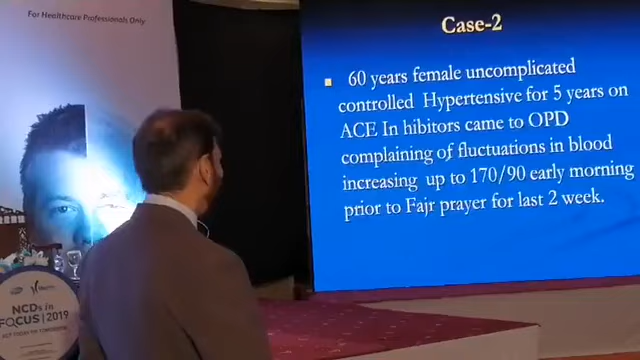 For Healthcare Professionals Only
Case-2
60 years female uncomplicated
controlled Hypertensive for 5 years on
ACE In hibitors came to OPD
complaining of fluctuations in blood
increasing up to 170/90 early morning
prior to Fajr prayer for last 2 week.
NCDs in
FOCUS | 2019